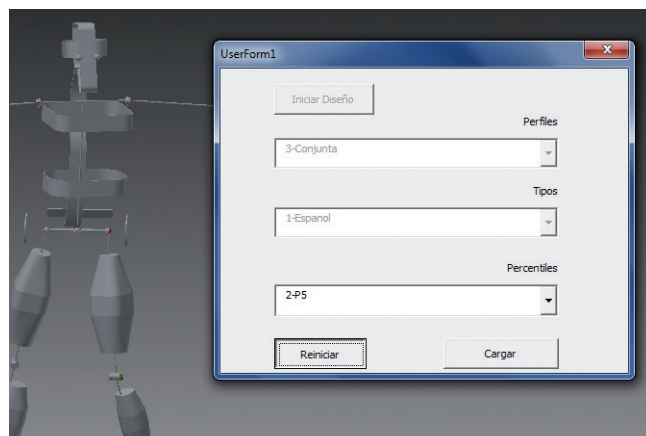 UserForm1
Iniciar Diseño
Perfiles
3-Conjunta
Tipos
1-Espanol
Percentiles
2-P5
Reiniciar
Cargar